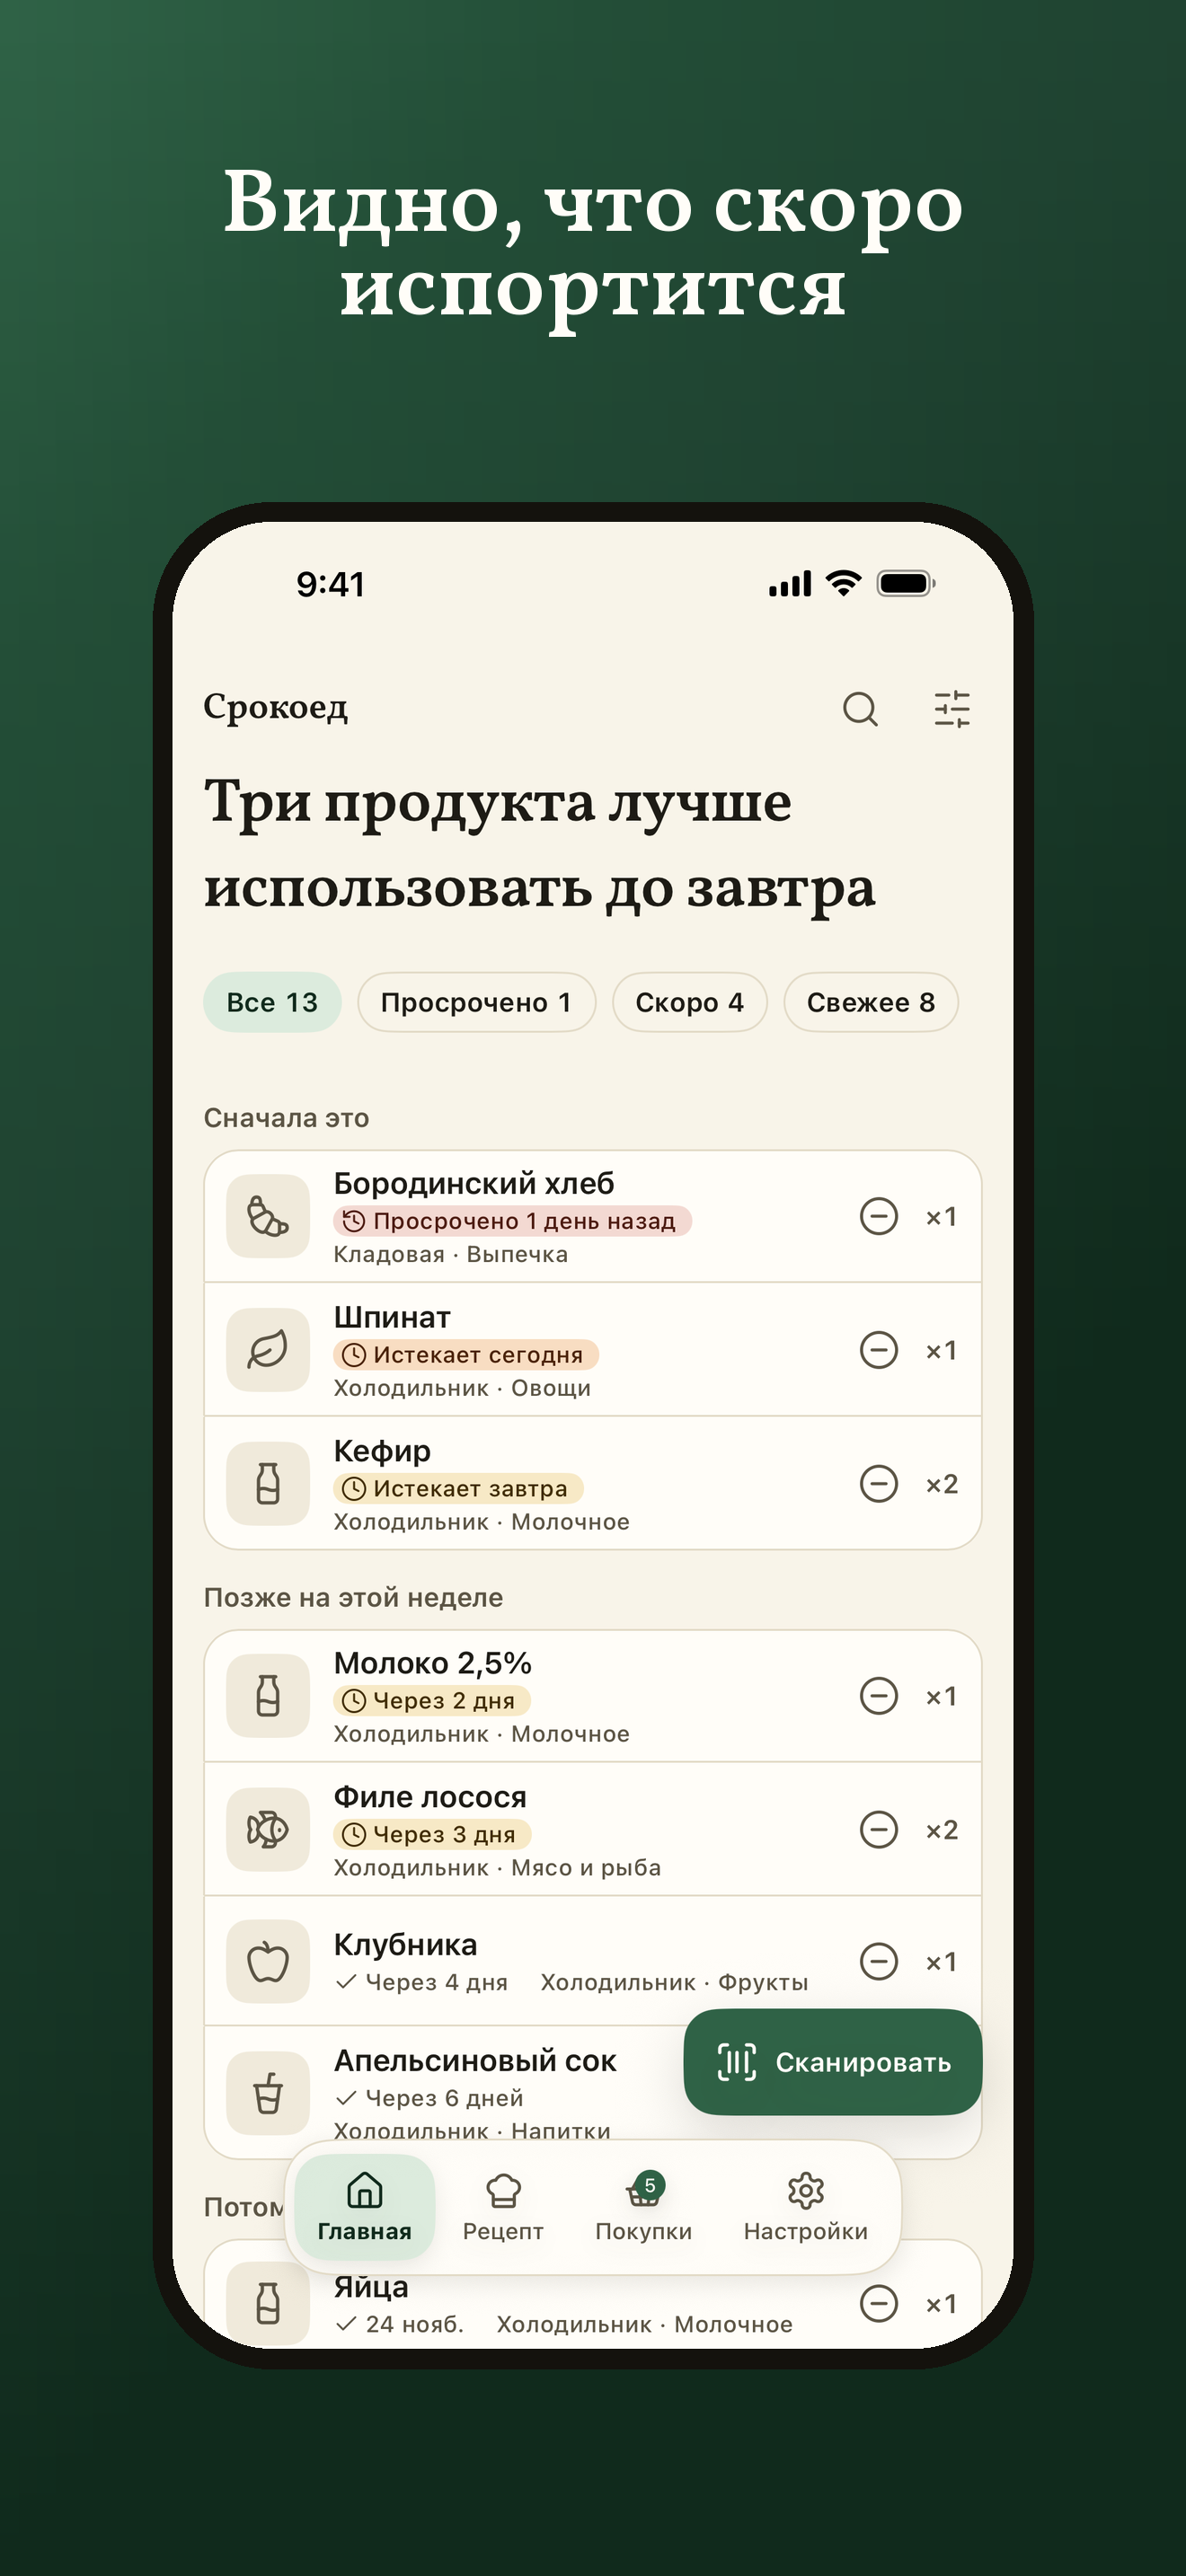 Видно, что скоро
испортится
9:41
Срокоед
Три продукта лучше
использовать до завтра
Все 13
Просрочено 1
Скоро 4
Свежее 8
Сначала это
Бородинский хлеб
Просрочено 1 день назад
Кладовая · Выпечка
×1
Шпинат
Истекает сегодня
Холодильник · Овощи
×1
Кефир
Истекает завтра
Холодильник · Молочное
×2
Позже на этой неделе
Молоко 2,5%
Через 2 дня
Холодильник · Молочное
×1
Филе лосося
Через 3 дня
Холодильник · Мясо и рыба
×2
Клубника
Через 4 дня Холодильник · Фрукты
×1
Апельсиновый сок
Через 6 дней
Холодильник · Напитки
Сканировать
Потом
Главная
Рецепт
5
Покупки
Настройки
Яйца
24 нояб. Холодильник · Молочное
×1